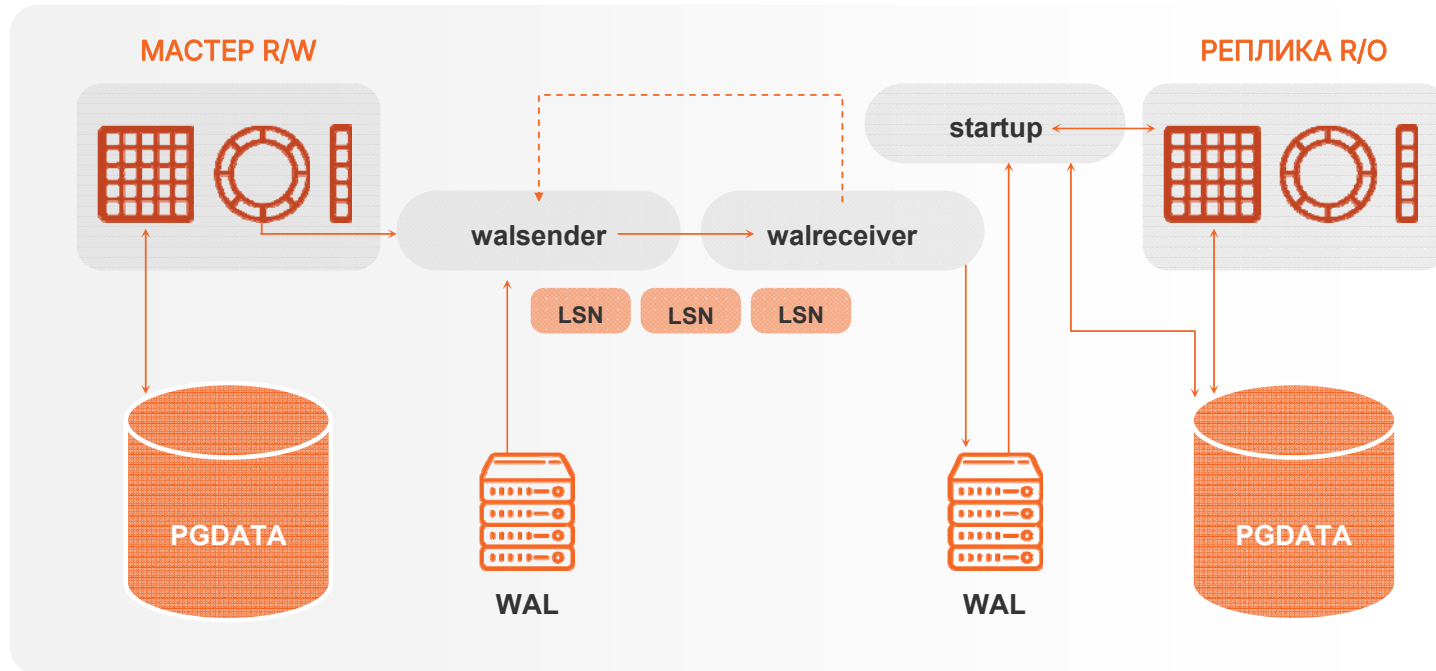 МАСТЕР R/W
РЕПЛИКА R/O
startup
walsender
walreceiver
LSN
LSN
LSN
PGDATA
PGDATA
WAL
WAL